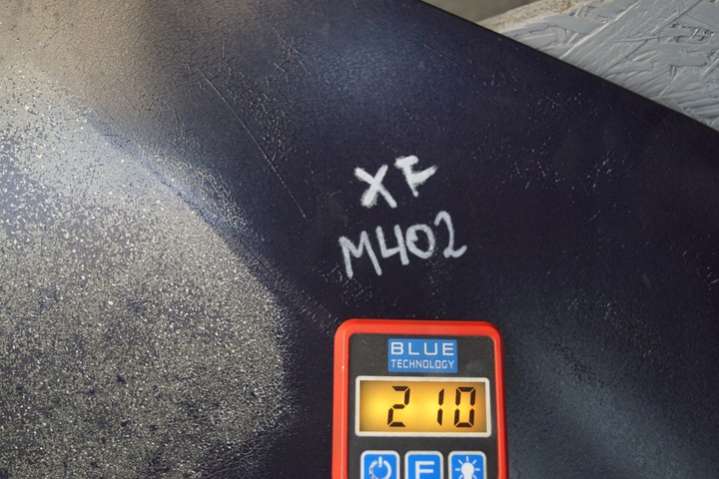 XF
M402
BLUE
TECHNOLOGY
210
F